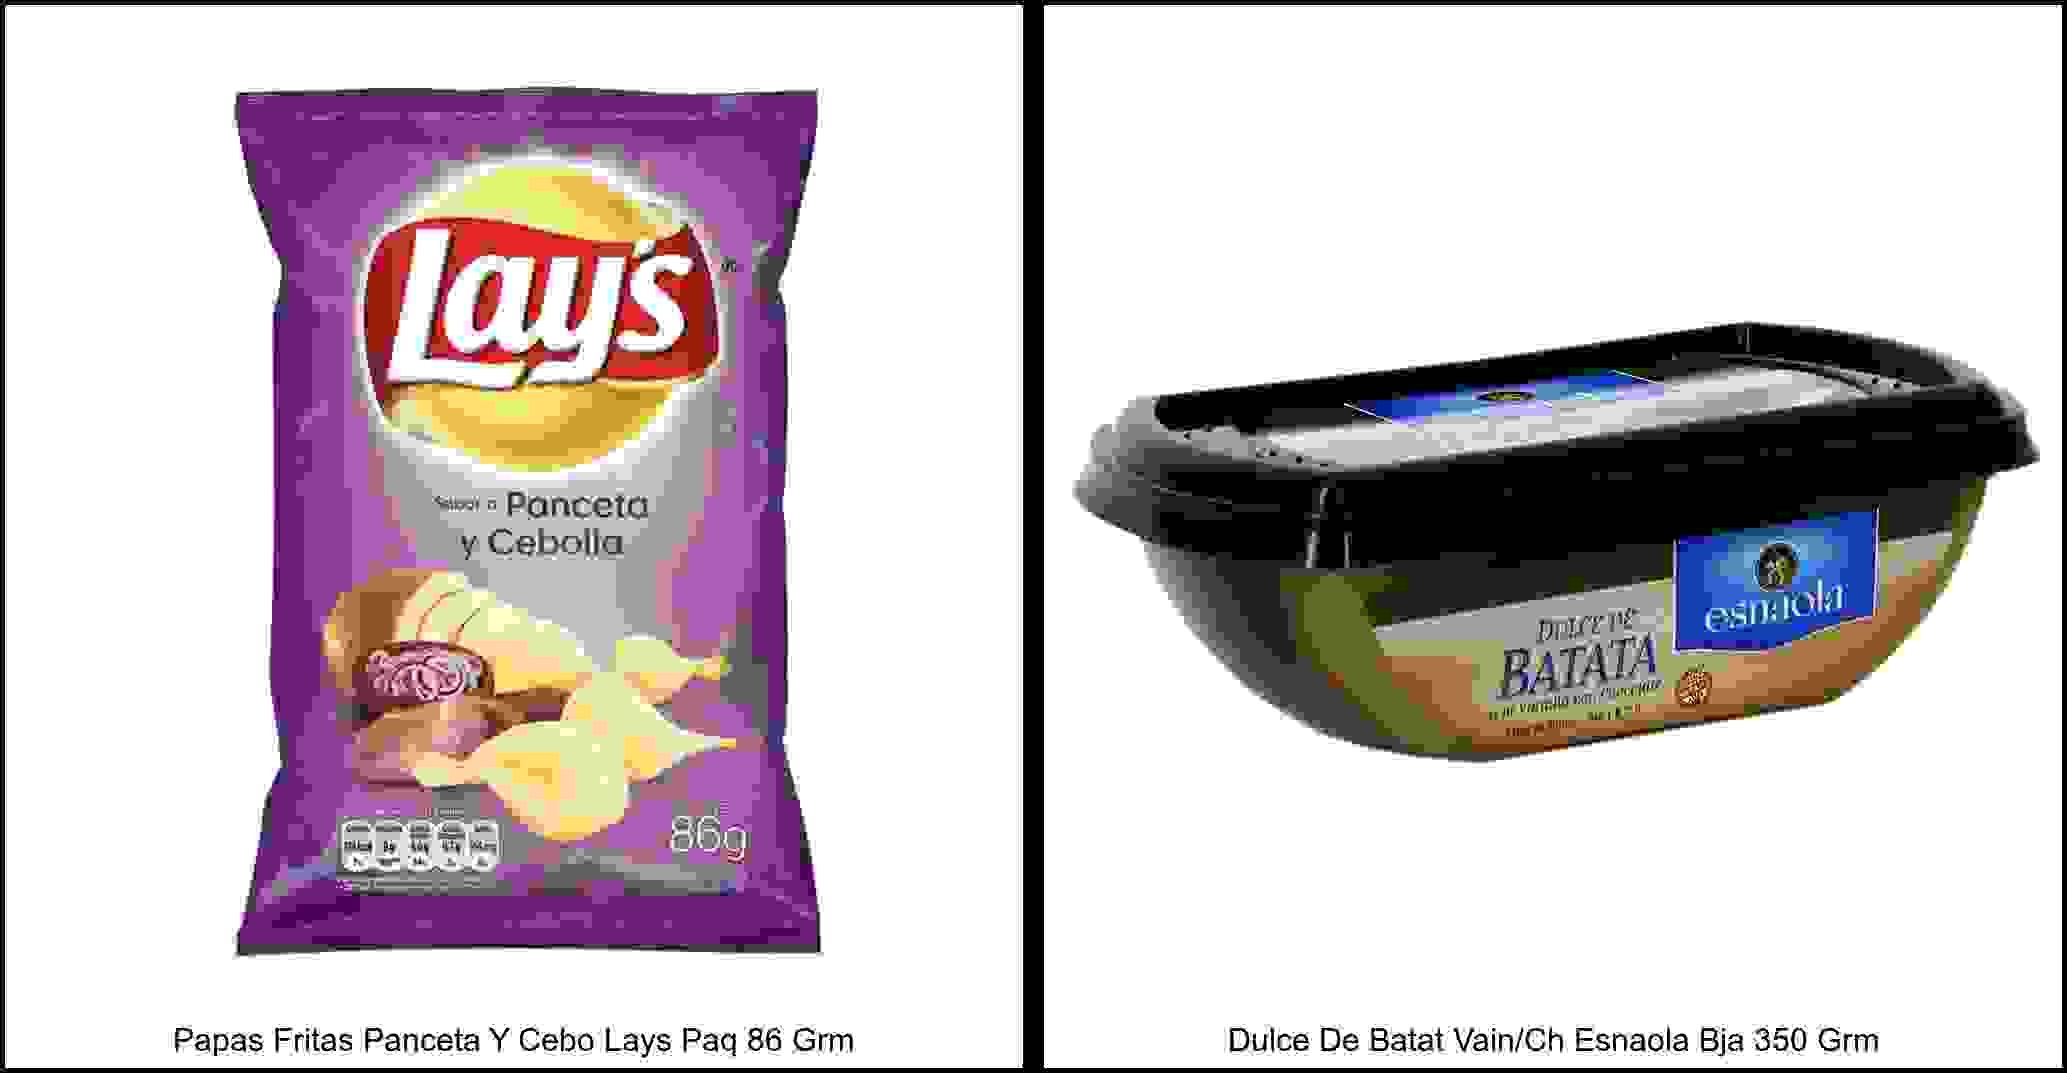 Lay's
Sabor a Panceta
y Cebolla
86g
Papas Fritas Panceta Y Cebo Lays Paq 86 Grm
esnaola
DULCE DE
BATATA
Dulce De Batat Vain/Ch Esnaola Bja 350 Grm